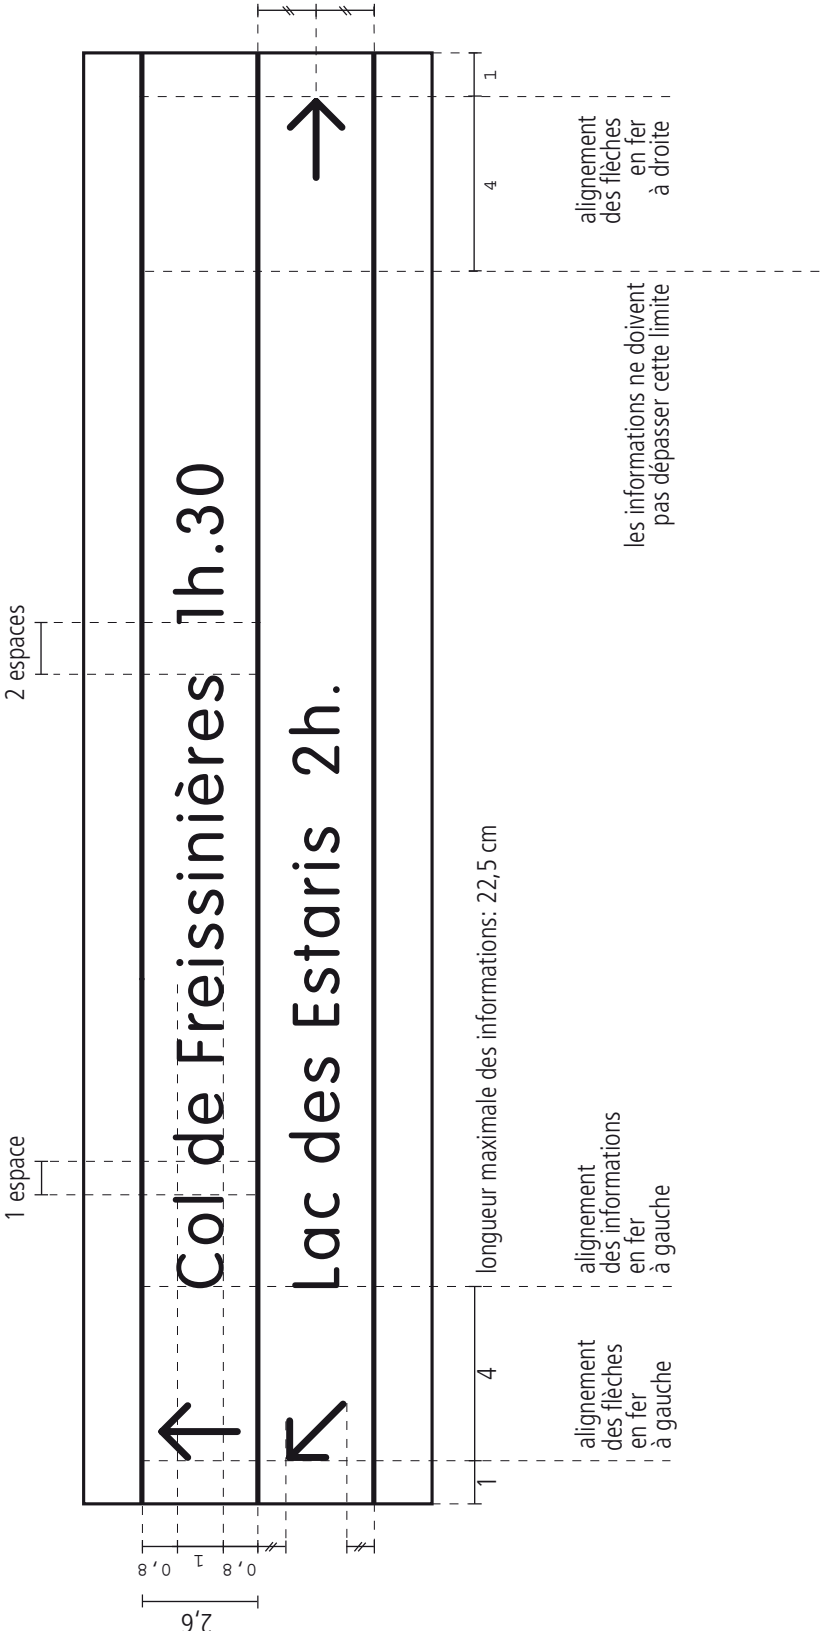 2 espaces
1 espace
Col de Freissinières 1h.30
Lac des Estaris 2h.
1
4
longueur maximale des informations: 22,5 cm
4
1
alignement
des flèches
en fer
à gauche
alignement
des informations
en fer
à gauche
les informations ne doivent
pas dépasser cette limite
alignement
des flèches
en fer
à droite
0,8
1
0,8
2,6